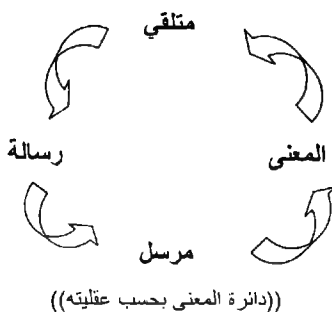 متلقي
المعنى
رسالة
مرسل
((دائرة المعنى بحسب عقليته))